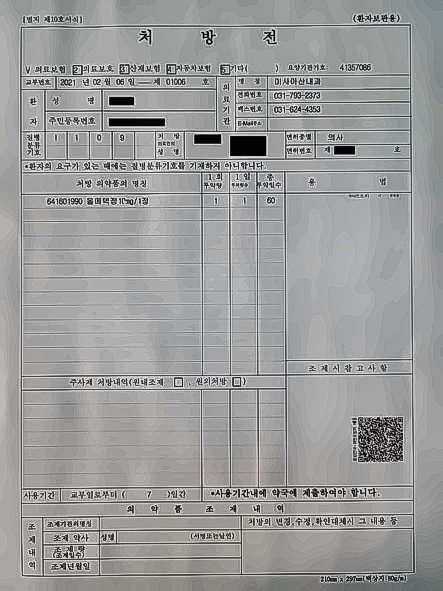 [별지 제10호서식] (환자보관용)
처 방 전
V 의료보험 2 의료보호 3 산재보험 4 자동차보험 5 기타( ) 요양기관기호: 41357086
교부번호 2021 년 02 월 06 일 — 제 01006 호
의료기관
명 칭 미사아산내과
전화번호 031-793-2373
팩스번호 031-624-4353
E-Mail주소
환자
성 명
주민등록번호
질병분류기호 I 1 0 9
처 방 의료인의 성 명
면허종별 의사
면허번호 제 호
*환자의 요구가 있는 때에는 질병분류기호를 기재하지 아니합니다.
처방 의약품의 명칭 1회 투약량 1일 투여횟수 총 투약일수 용 법
641601990 올메텍정10mg/1정 1 1 60
조 제 시 참 고 사 항
주사제 처방내역(원내조제 , 원외처방 )
사용기간 교부일로부터 ( 7 )일간 *사용기간내에 약국에 제출하여야 합니다.
의 약 품 조 제 내 역
조제내역
조제기관의명칭 처방의 변경,수정,확인대체시 그 내용 등
조제 약사 성명 (서명또는날인)
조 제 량 (조제일수)
조제년월일
210mm x 297mm(백상지 80g/m)